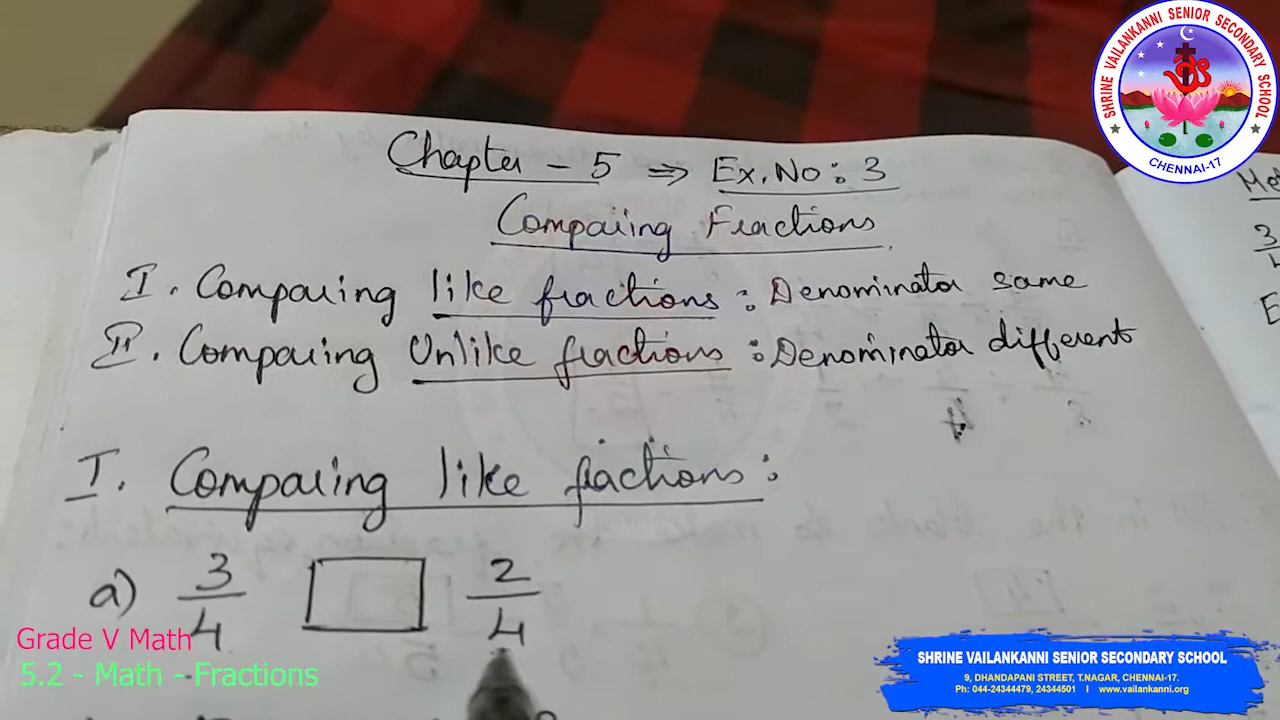 Chapter - 5 ⇒ Ex.No: 3
Comparing Fractions
I. Comparing like fractions: Denominator same
II. Comparing Unlike fractions: Denominator different
I. Comparing like fractions:
a) 3/4 □ 2/4
Grade V Math
5.2 - Math - Fractions
SHRINE VAILANKANNI SENIOR SECONDARY SCHOOL
CHENNAI-17
SHRINE VAILANKANNI SENIOR SECONDARY SCHOOL
9, DHANDAPANI STREET, T.NAGAR, CHENNAI-17.
Ph: 044-24344479, 24344501 I www.vailankanni.org